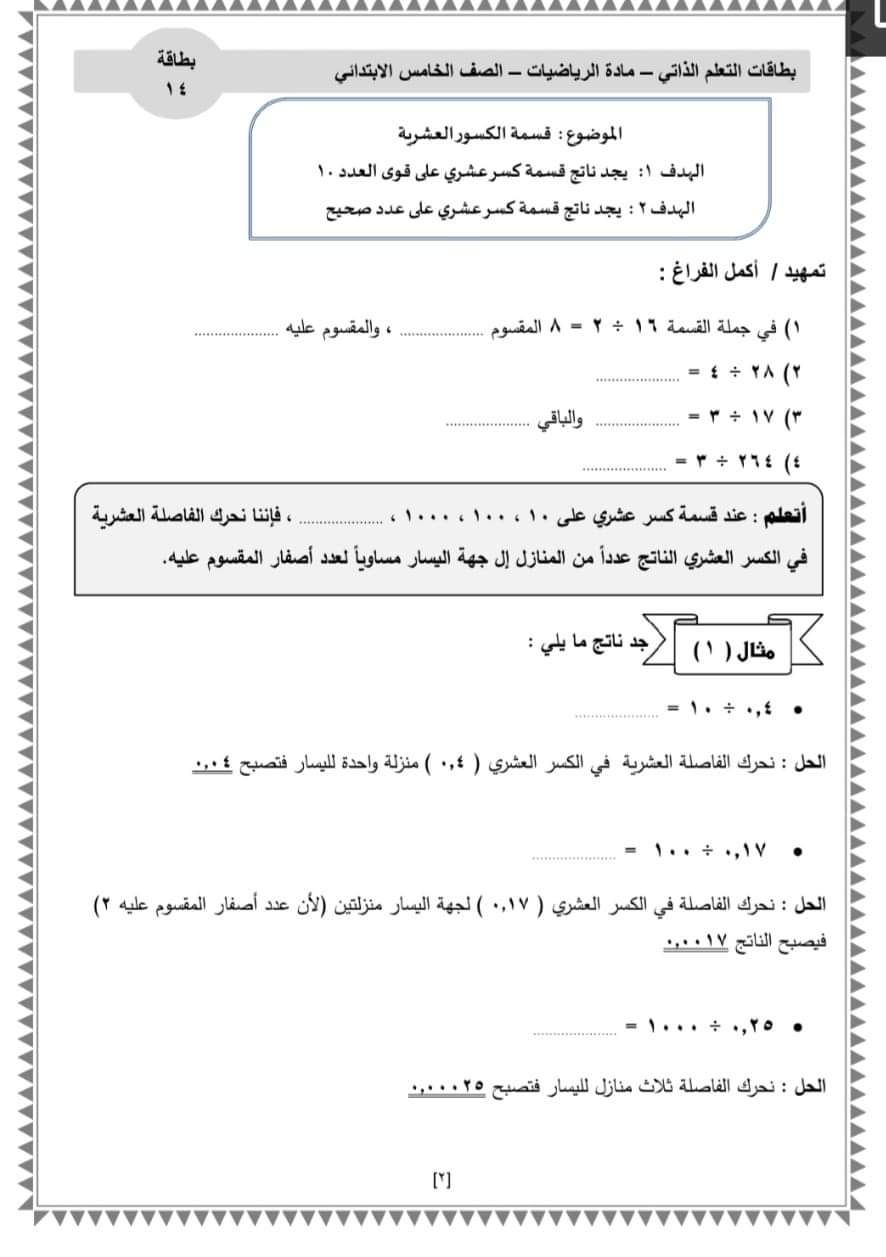 بطاقات التعلم الذاتي – مادة الرياضيات – الصف الخامس الابتدائي
بطاقة
١٤
الموضوع : قسمة الكسور العشرية
الهدف ١: يجد ناتج قسمة كسر عشري على قوى العدد ١٠
الهدف ٢ : يجد ناتج قسمة كسر عشري على عدد صحيح
تمهيد / أكمل الفراغ :
١) في جملة القسمة ١٦ ÷ ٢ = ٨ المقسوم .................... ، والمقسوم عليه ....................
٢) ٢٨ ÷ ٤ = ....................
٣) ١٧ ÷ ٣ = .................... والباقي ....................
٤) ٢٦٤ ÷ ٣ = ....................
أتعلم : عند قسمة كسر عشري على ١٠ ، ١٠٠ ، ١٠٠٠ ، .................... ، فإننا نحرك الفاصلة العشرية
في الكسر العشري الناتج عدداً من المنازل إل جهة اليسار مساوياً لعدد أصفار المقسوم عليه.
مثال ( ١ )
جد ناتج ما يلي :
• ٠,٤ ÷ ١٠ = ....................
الحل : نحرك الفاصلة العشرية في الكسر العشري ( ٠,٤ ) منزلة واحدة لليسار فتصبح ٠,٠٤
• ٠,١٧ ÷ ١٠٠ = ....................
الحل : نحرك الفاصلة في الكسر العشري ( ٠,١٧ ) لجهة اليسار منزلتين (لأن عدد أصفار المقسوم عليه ٢)
فيصبح الناتج ٠,٠٠١٧
• ٠,٢٥ ÷ ١٠٠٠ = ....................
الحل : نحرك الفاصلة ثلاث منازل لليسار فتصبح ٠,٠٠٠٢٥
[٢]